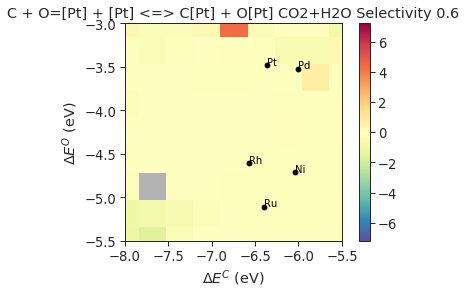 C + O=[Pt] + [Pt] <=> C[Pt] + O[Pt] CO2+H2O Selectivity 0.6
−3.0
−3.5
−4.0
−4.5
−5.0
−5.5
ΔE^O (eV)
Pt
Pd
Rh
Ni
Ru
−8.0 −7.5 −7.0 −6.5 −6.0 −5.5
ΔE^C (eV)
6
4
2
0
−2
−4
−6